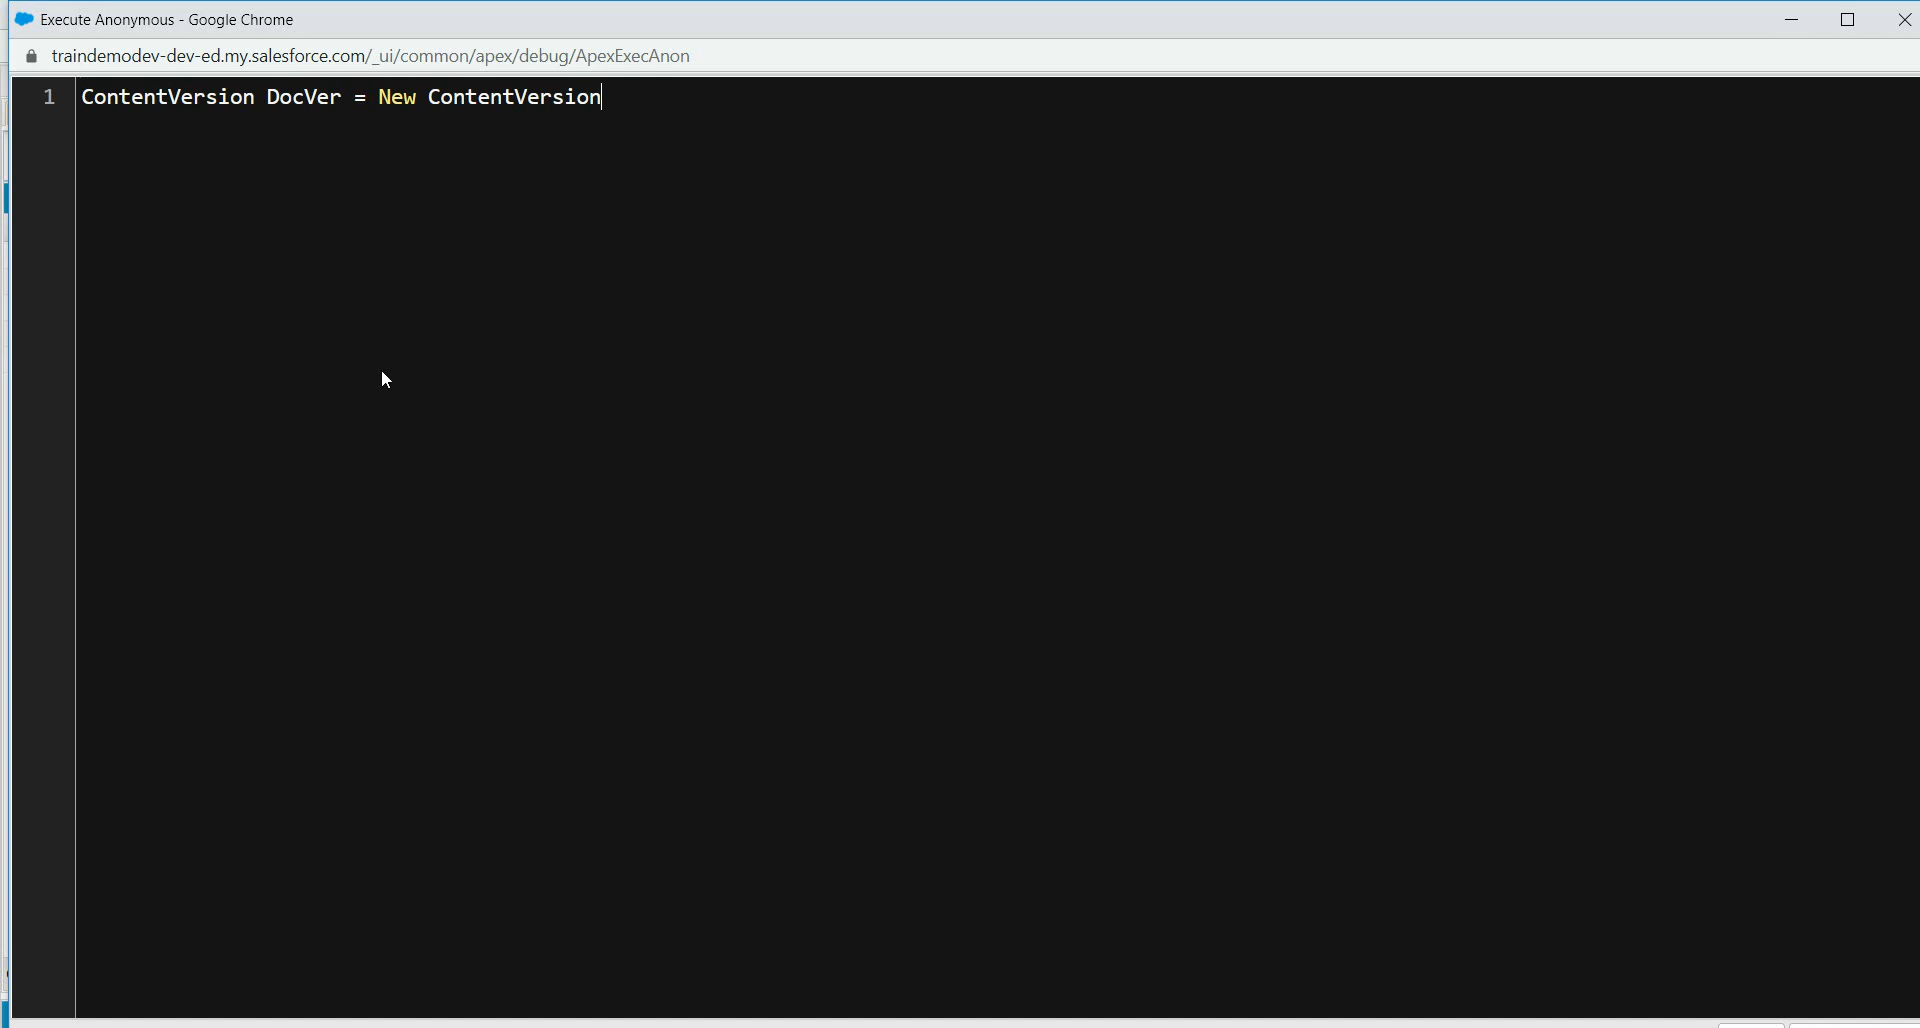 Execute Anonymous - Google Chrome
traindemodev-dev-ed.my.salesforce.com/_ui/common/apex/debug/ApexExecAnon
1 ContentVersion DocVer = New ContentVersion